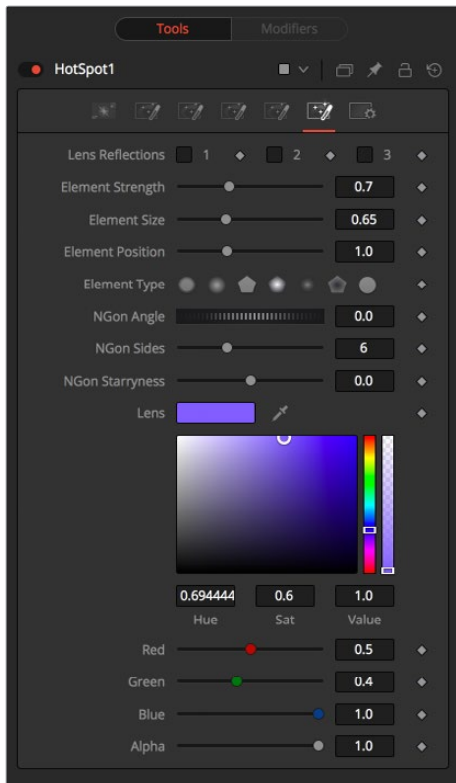 Tools Modifiers
HotSpot1
Lens Reflections 1 2 3
Element Strength 0.7
Element Size 0.65
Element Position 1.0
Element Type
NGon Angle 0.0
NGon Sides 6
NGon Starryness 0.0
Lens
0.694444 0.6 1.0
Hue Sat Value
Red 0.5
Green 0.4
Blue 1.0
Alpha 1.0